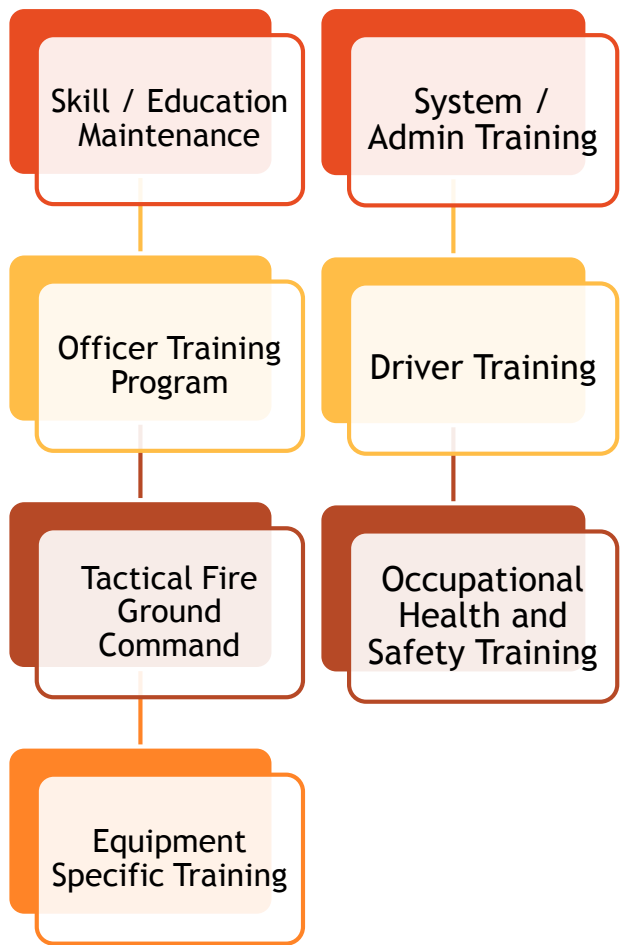 Skill / Education
Maintenance
Officer Training
Program
Tactical Fire
Ground
Command
Equipment
Specific Training
System /
Admin Training
Driver Training
Occupational
Health and
Safety Training